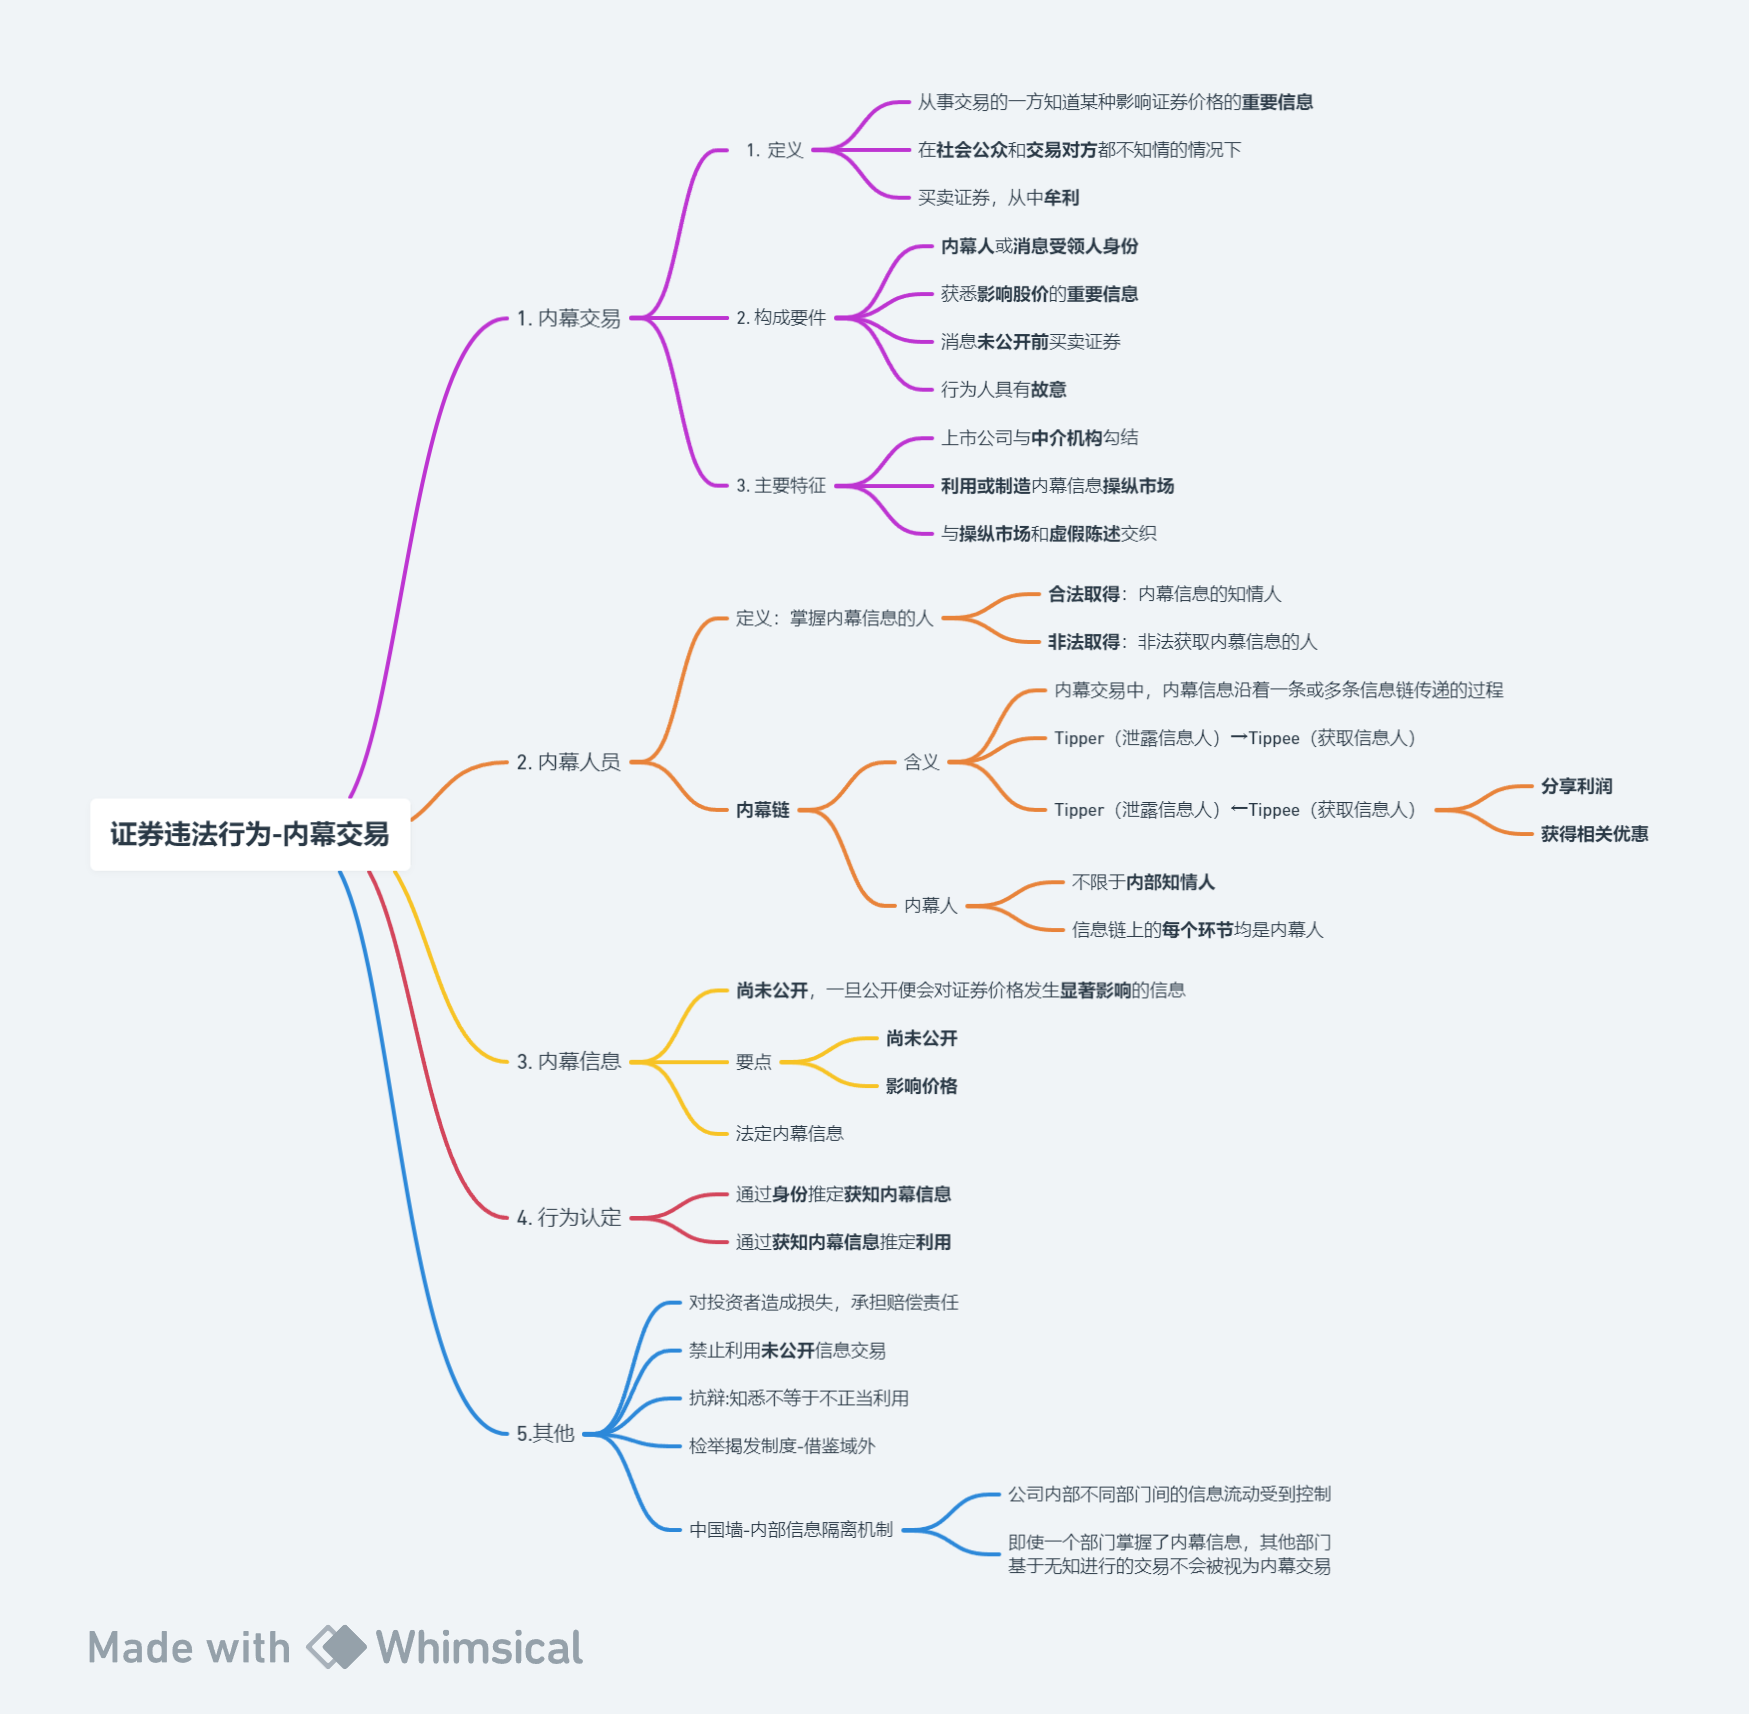 证券违法行为-内幕交易
1. 内幕交易
1. 定义
从事交易的一方知道某种影响证券价格的重要信息
在社会公众和交易对方都不知情的情况下
买卖证券，从中牟利
2. 构成要件
内幕人或消息受领人身份
获悉影响股价的重要信息
消息未公开前买卖证券
行为人具有故意
3. 主要特征
上市公司与中介机构勾结
利用或制造内幕信息操纵市场
与操纵市场和虚假陈述交织
2. 内幕人员
定义：掌握内幕信息的人
合法取得：内幕信息的知情人
非法取得：非法获取内慕信息的人
内幕链
含义
内幕交易中，内幕信息沿着一条或多条信息链传递的过程
Tipper（泄露信息人）→Tippee（获取信息人）
Tipper（泄露信息人）←Tippee（获取信息人）
分享利润
获得相关优惠
内幕人
不限于内部知情人
信息链上的每个环节均是内幕人
3. 内幕信息
尚未公开，一旦公开便会对证券价格发生显著影响的信息
要点
尚未公开
影响价格
法定内幕信息
4. 行为认定
通过身份推定获知内幕信息
通过获知内幕信息推定利用
5.其他
对投资者造成损失，承担赔偿责任
禁止利用未公开信息交易
抗辩:知悉不等于不正当利用
检举揭发制度-借鉴域外
中国墙-内部信息隔离机制
公司内部不同部门间的信息流动受到控制
即使一个部门掌握了内幕信息，其他部门
基于无知进行的交易不会被视为内幕交易
Made with Whimsical